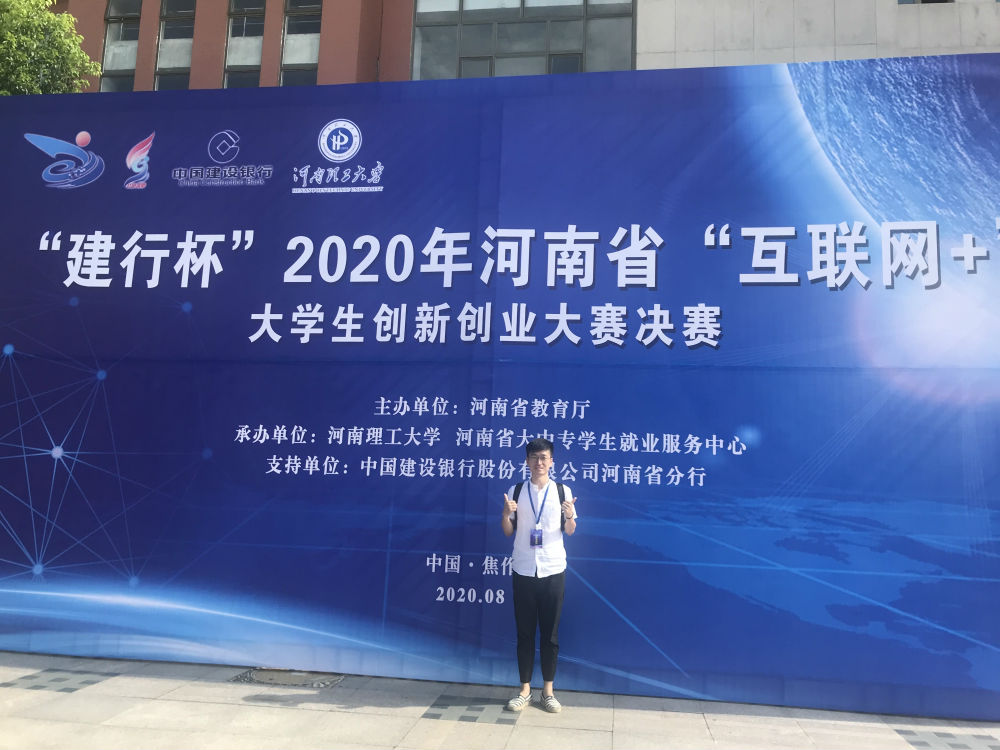 中国建设银行
China Construction Bank
河南理工大学
HENAN POLYTECHNIC UNIVERSITY
“建行杯”2020年河南省“互联网+
大学生创新创业大赛决赛
主办单位：河南省教育厅
承办单位：河南理工大学 河南省大中专学生就业服务中心
支持单位：中国建设银行股份有限公司河南省分行
中国·焦作
2020.08